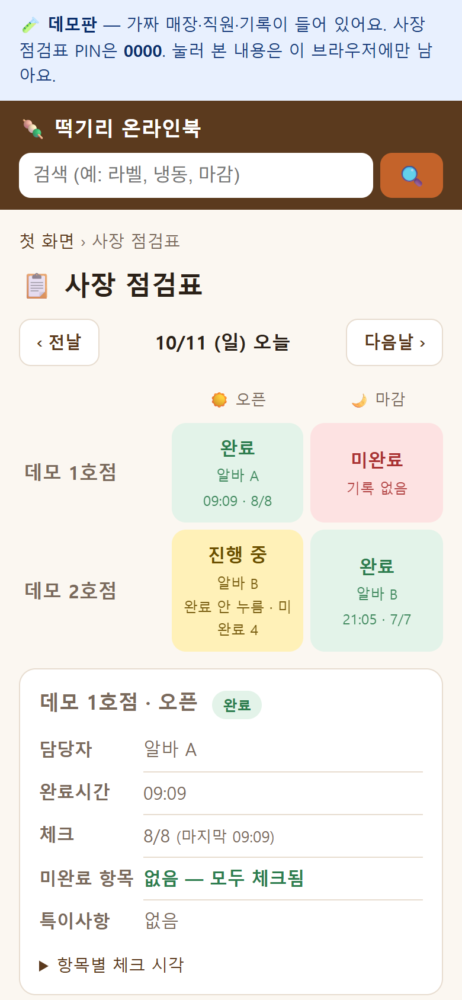 데모판 — 가짜 매장·직원·기록이 들어 있어요. 사장
점검표 PIN은 0000. 눌러 본 내용은 이 브라우저에만 남
아요.
떡기리 온라인북
검색 (예: 라벨, 냉동, 마감)
첫 화면 › 사장 점검표
사장 점검표
‹ 전날
10/11 (일) 오늘
다음날 ›
오픈
마감
데모 1호점
완료
알바 A
09:09 · 8/8
미완료
기록 없음
데모 2호점
진행 중
알바 B
완료 안 누름 · 미
완료 4
완료
알바 B
21:05 · 7/7
데모 1호점 · 오픈 완료
담당자 알바 A
완료시간 09:09
체크 8/8 (마지막 09:09)
미완료 항목 없음 — 모두 체크됨
특이사항 없음
▶ 항목별 체크 시각